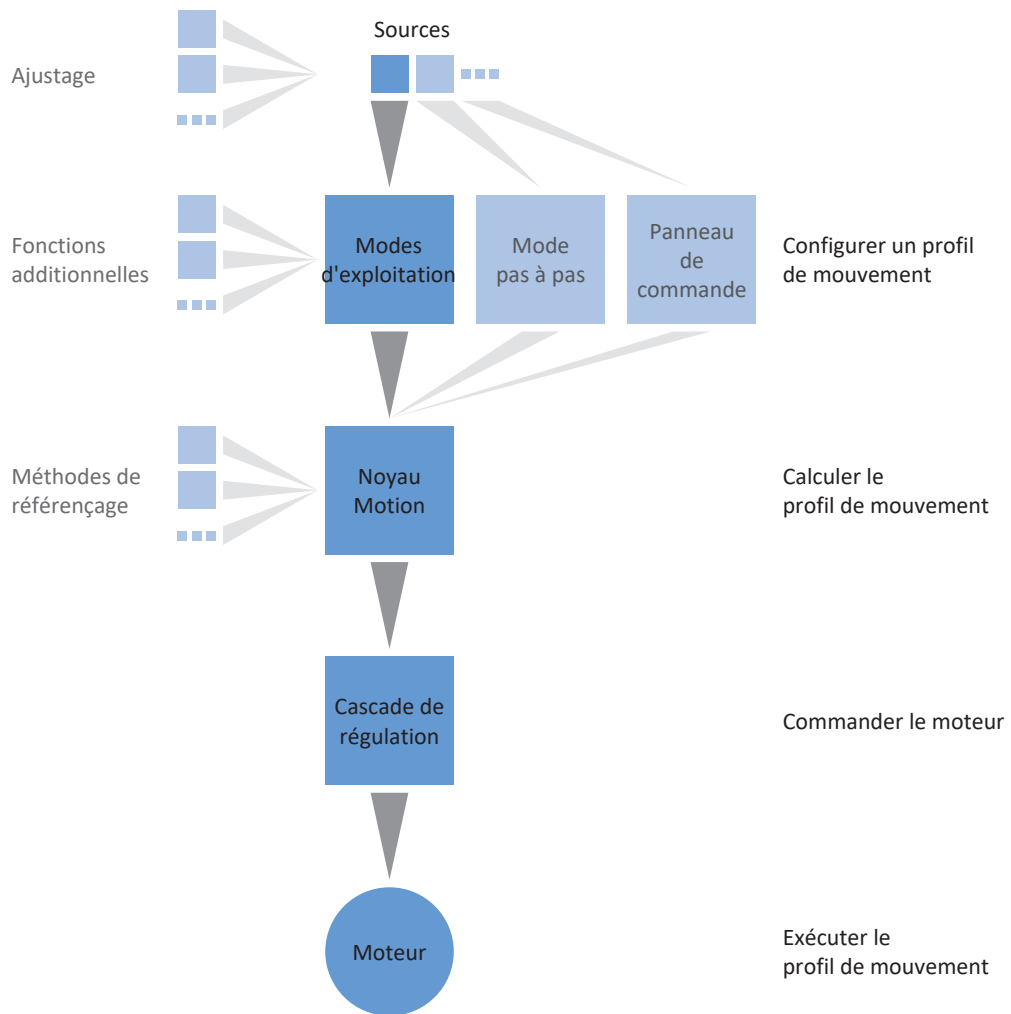 Sources
Ajustage
Fonctions
additionnelles
Modes
d'exploitation
Mode
pas à pas
Panneau
de
commande
Configurer un profil
de mouvement
Méthodes de
référençage
Noyau
Motion
Calculer le
profil de mouvement
Cascade de
régulation
Commander le moteur
Moteur
Exécuter le
profil de mouvement